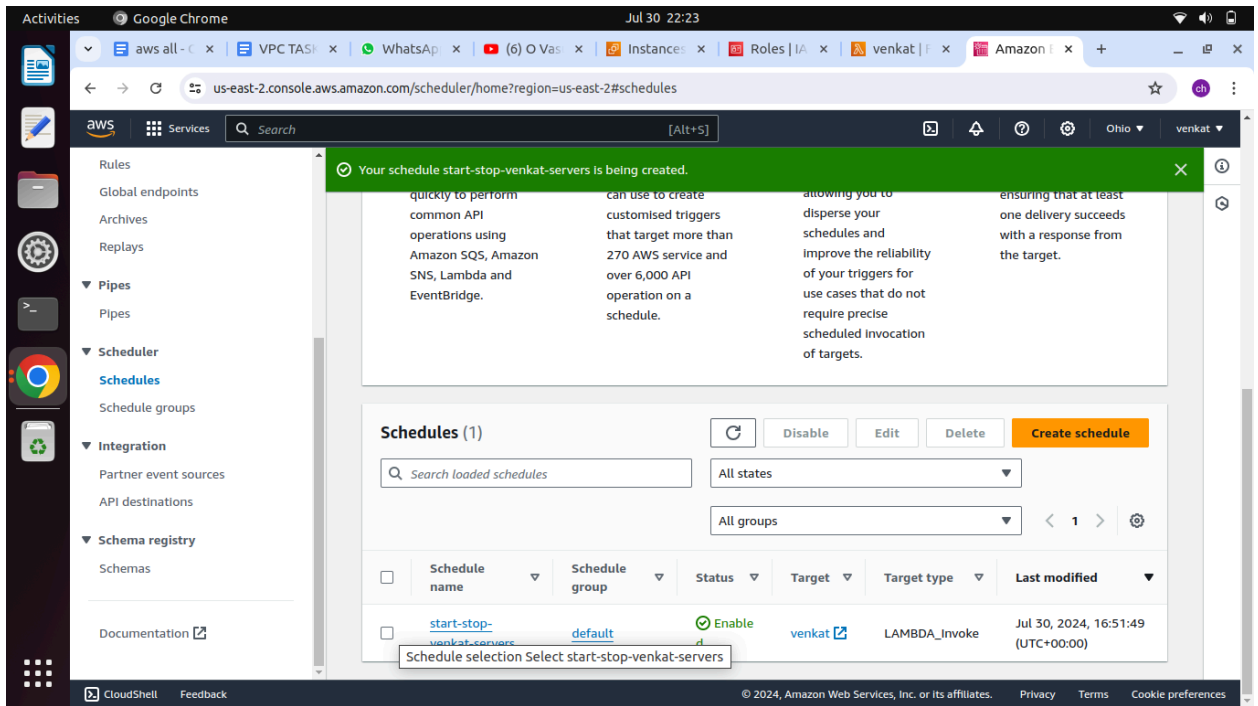 Activities
Google Chrome
Jul 30 22:23
aws all - G
VPC TASK
WhatsAp
(6) O Vas
Instances
Roles | IA
venkat | F
Amazon E
us-east-2.console.aws.amazon.com/scheduler/home?region=us-east-2#schedules
ch
aws
Services
Search
[Alt+S]
Ohio
venkat
Rules
Global endpoints
Archives
Replays
Pipes
Pipes
Scheduler
Schedules
Schedule groups
Integration
Partner event sources
API destinations
Schema registry
Schemas
Documentation
Your schedule start-stop-venkat-servers is being created.
quickly to perform
common API
operations using
Amazon SQS, Amazon
SNS, Lambda and
EventBridge.
can use to create
customised triggers
that target more than
270 AWS service and
over 6,000 API
operation on a
schedule.
allowing you to
disperse your
schedules and
improve the reliability
of your triggers for
use cases that do not
require precise
scheduled invocation
of targets.
ensuring that at least
one delivery succeeds
with a response from
the target.
Schedules (1)
Disable
Edit
Delete
Create schedule
Search loaded schedules
All states
All groups
1
Schedule
name
Schedule
group
Status
Target
Target type
Last modified
start-stop-
venkat-servers
default
Enable
d
venkat
LAMBDA_Invoke
Jul 30, 2024, 16:51:49
(UTC+00:00)
Schedule selection Select start-stop-venkat-servers
CloudShell
Feedback
© 2024, Amazon Web Services, Inc. or its affiliates.
Privacy
Terms
Cookie preferences